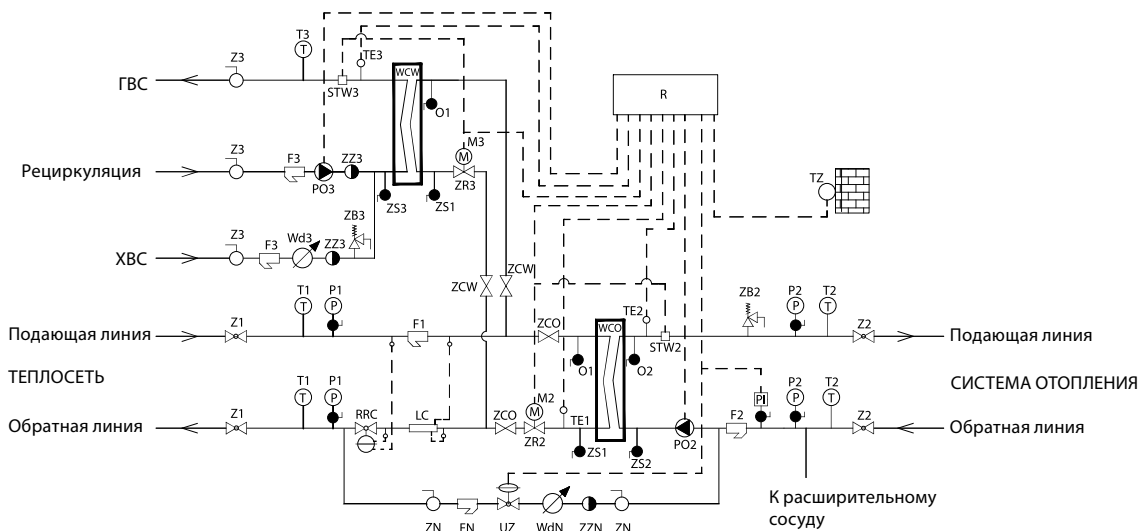 T3
Z3
T
TE3
WCW
ГВС
STW3
O1
R
M3
Z3
F3
ZZ3
M
Рециркуляция
PO3
ZR3
TZ
ZS3
ZS1
ZB3
Z3
Wd3
ZZ3
F3
ХВС
ZCW
ZCW
T1
P1
TE2
ZB2
P2
T2
T
P
F1
ZCO
WCO
P
T
Z1
Z2
Подающая линия
STW2
Подающая линия
O1
O2
ТЕПЛОСЕТЬ
СИСТЕМА ОТОПЛЕНИЯ
T1
P1
M2
P2
T2
T
P
RRC
LC
ZCO
M
TE1
PI
P
T
Z1
F2
Z2
Обратная линия
ZR2
PO2
Обратная линия
ZS1
ZS2
К расширительному
сосуду
ZN
FN
UZ
WdN
ZZN
ZN